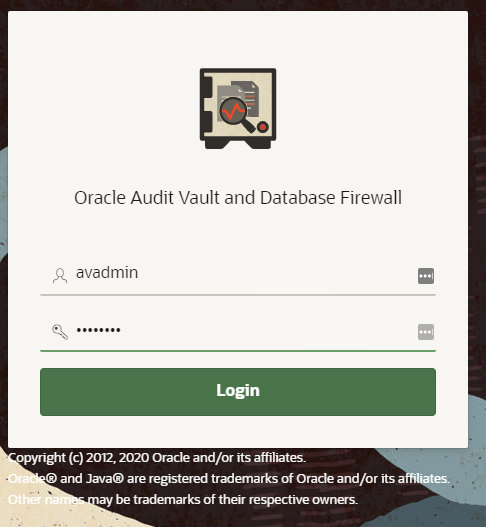 Oracle Audit Vault and Database Firewall
avadmin
••••••••
Login
Copyright (c) 2012, 2020 Oracle and/or its affiliates.
Oracle® and Java® are registered trademarks of Oracle and/or its affiliates.
Other names may be trademarks of their respective owners.